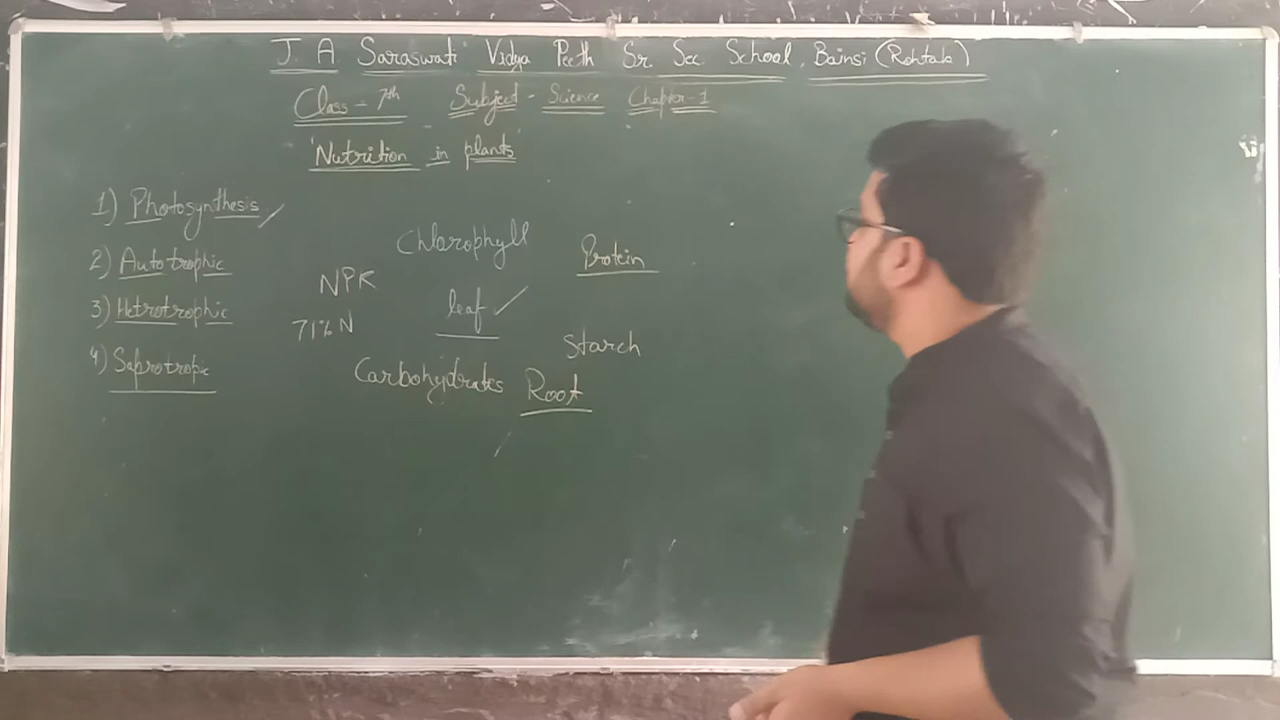 J. A Saraswati Vidya Peeth Sr. Sec. School, Bainsi (Rohtak)
Class - 7th Subject - Science Chapter-1
'Nutrition in plants'
1) Photosynthesis
2) Autotrophic
3) Hetrotrophic
4) Saprotropic
Chlorophyll
Protein
NPK
leaf
71% N
Starch
Carbohydrates
Root